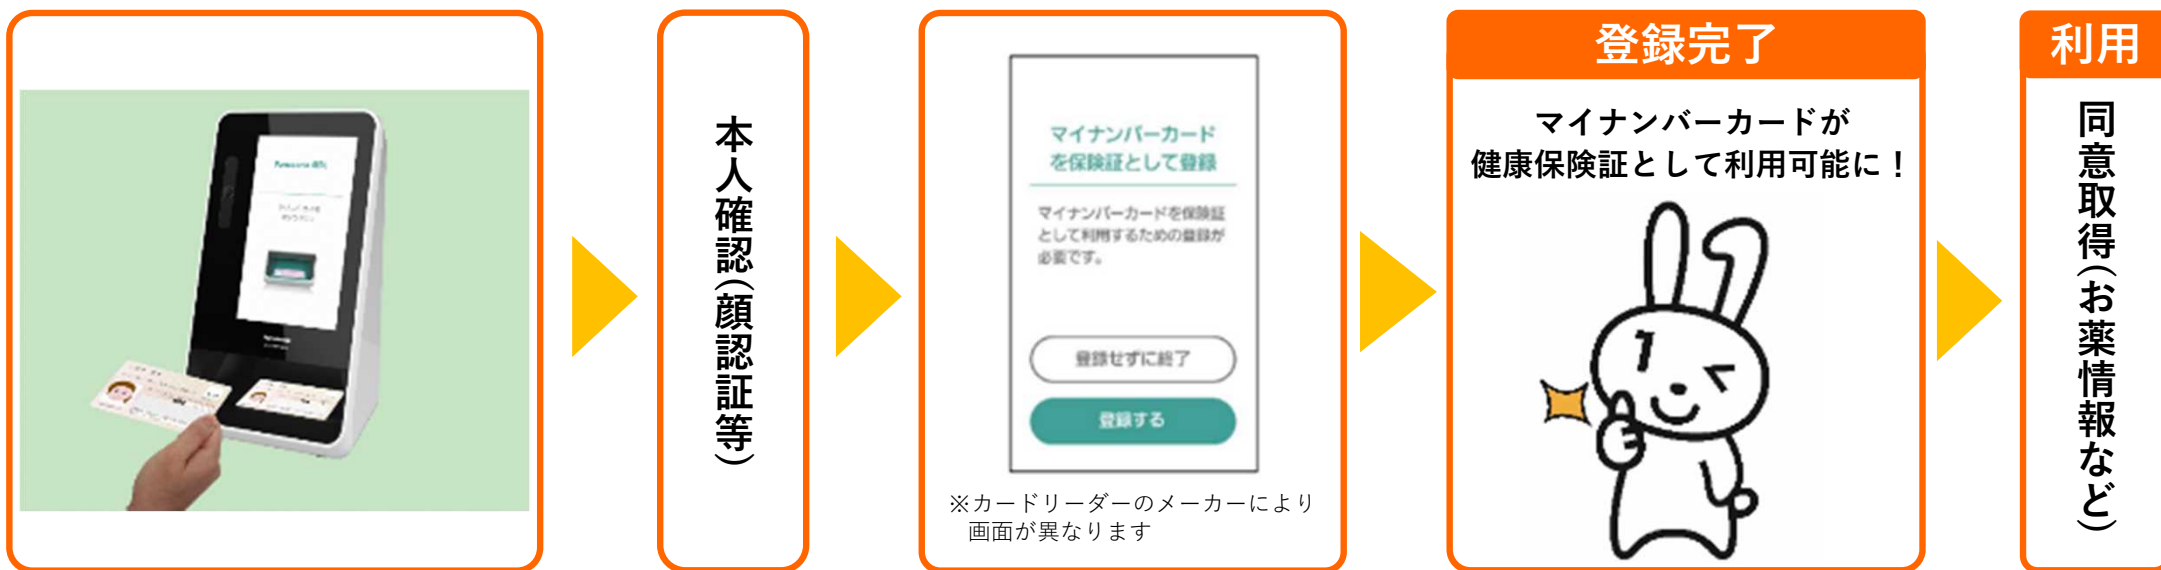 本人確認(顔認証等)
マイナンバーカード
を保険証として登録
マイナンバーカードを保険証
として利用するための登録が
必要です。
登録せずに終了
登録する
※カードリーダーのメーカーにより
画面が異なります
登録完了
マイナンバーカードが
健康保険証として利用可能に!
利用
同意取得(お薬情報など)